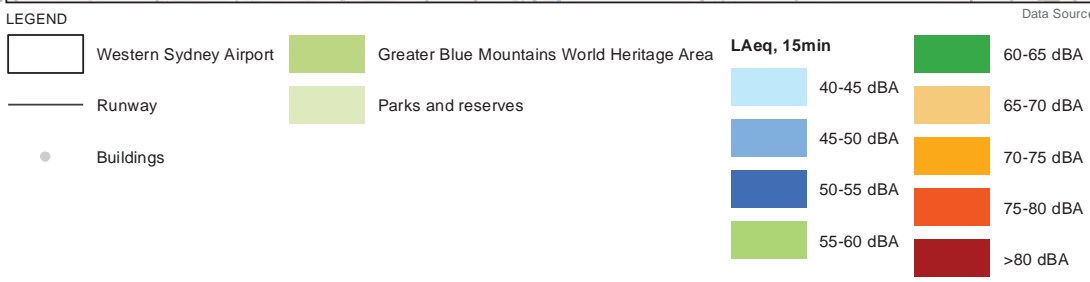 Data Source
LEGEND
Western Sydney Airport
Runway
Buildings
Greater Blue Mountains World Heritage Area
Parks and reserves
LAeq, 15min
40-45 dBA
45-50 dBA
50-55 dBA
55-60 dBA
60-65 dBA
65-70 dBA
70-75 dBA
75-80 dBA
>80 dBA